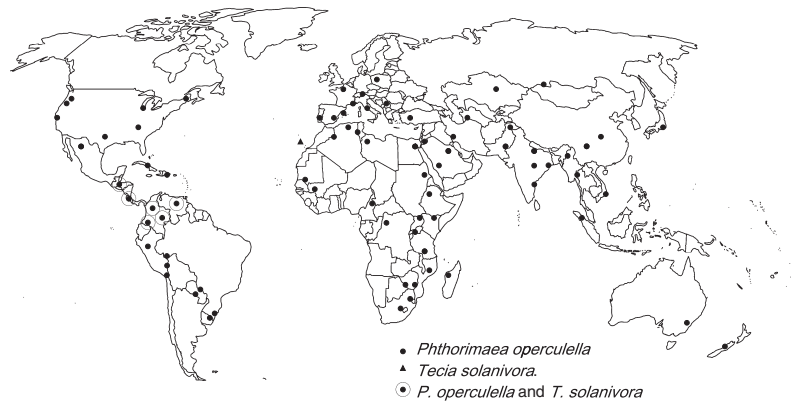 Phthorimaea operculella
Tecia solanivora.
P. operculella and T. solanivora